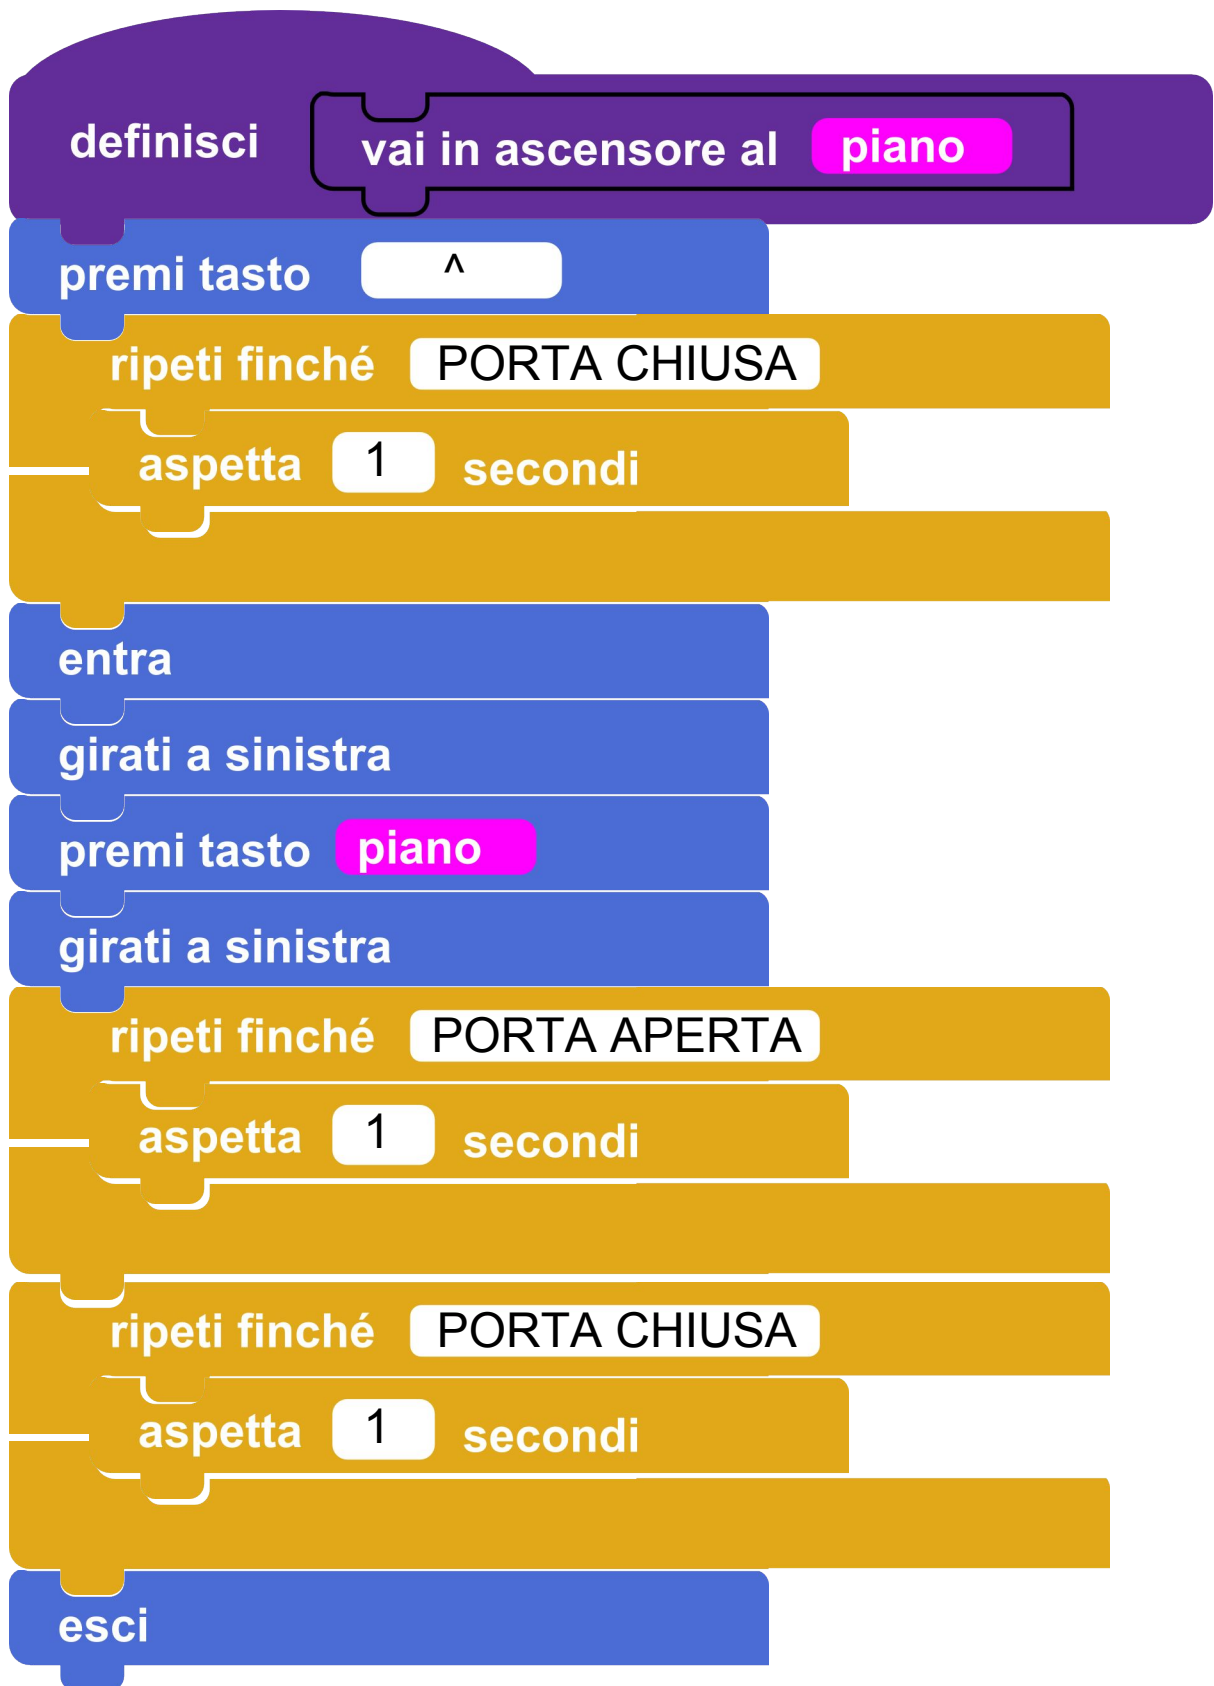 definisci vai in ascensore al piano
premi tasto ^
ripeti finché PORTA CHIUSA
aspetta 1 secondi
entra
girati a sinistra
premi tasto piano
girati a sinistra
ripeti finché PORTA APERTA
aspetta 1 secondi
ripeti finché PORTA CHIUSA
aspetta 1 secondi
esci